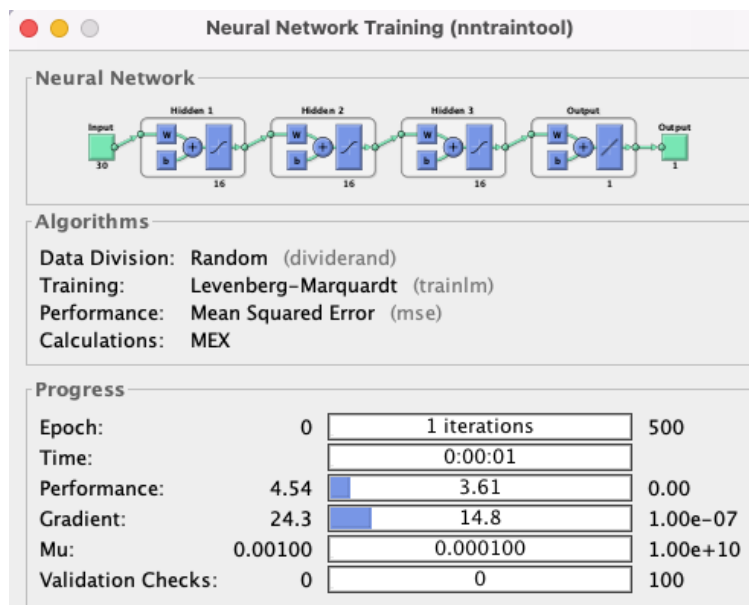 Neural Network Training (nntraintool)
Neural Network
Hidden 1 Hidden 2 Hidden 3 Output
Input Output
W W W W
b b b b
30 16 16 16 1 1
Algorithms
Data Division: Random (dividerand)
Training: Levenberg-Marquardt (trainlm)
Performance: Mean Squared Error (mse)
Calculations: MEX
Progress
Epoch: 0 1 iterations 500
Time: 0:00:01
Performance: 4.54 3.61 0.00
Gradient: 24.3 14.8 1.00e-07
Mu: 0.00100 0.000100 1.00e+10
Validation Checks: 0 0 100